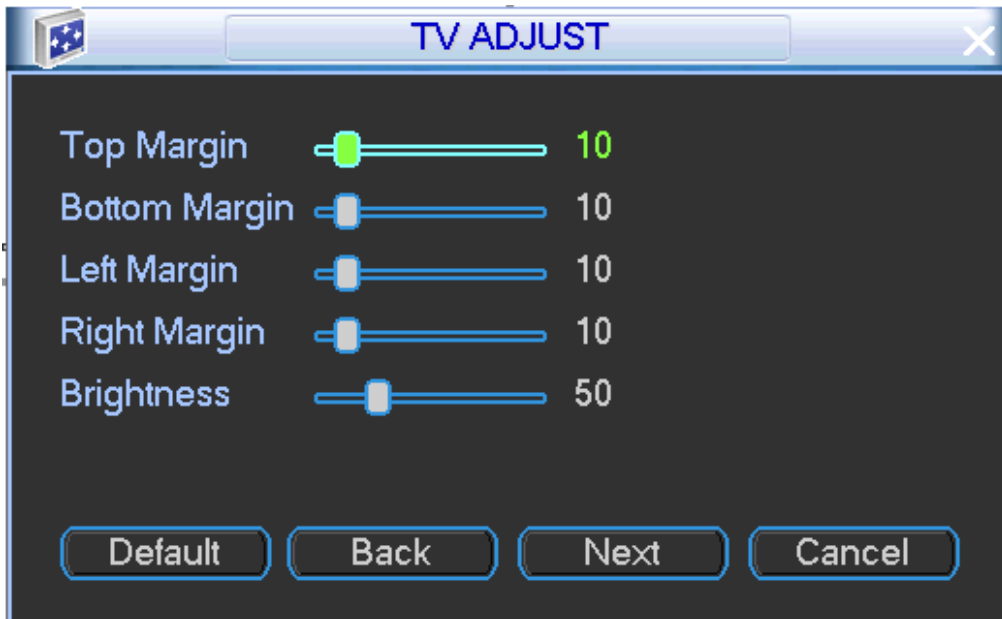 TV ADJUST
Top Margin 10
Bottom Margin 10
Left Margin 10
Right Margin 10
Brightness 50
Default Back Next Cancel